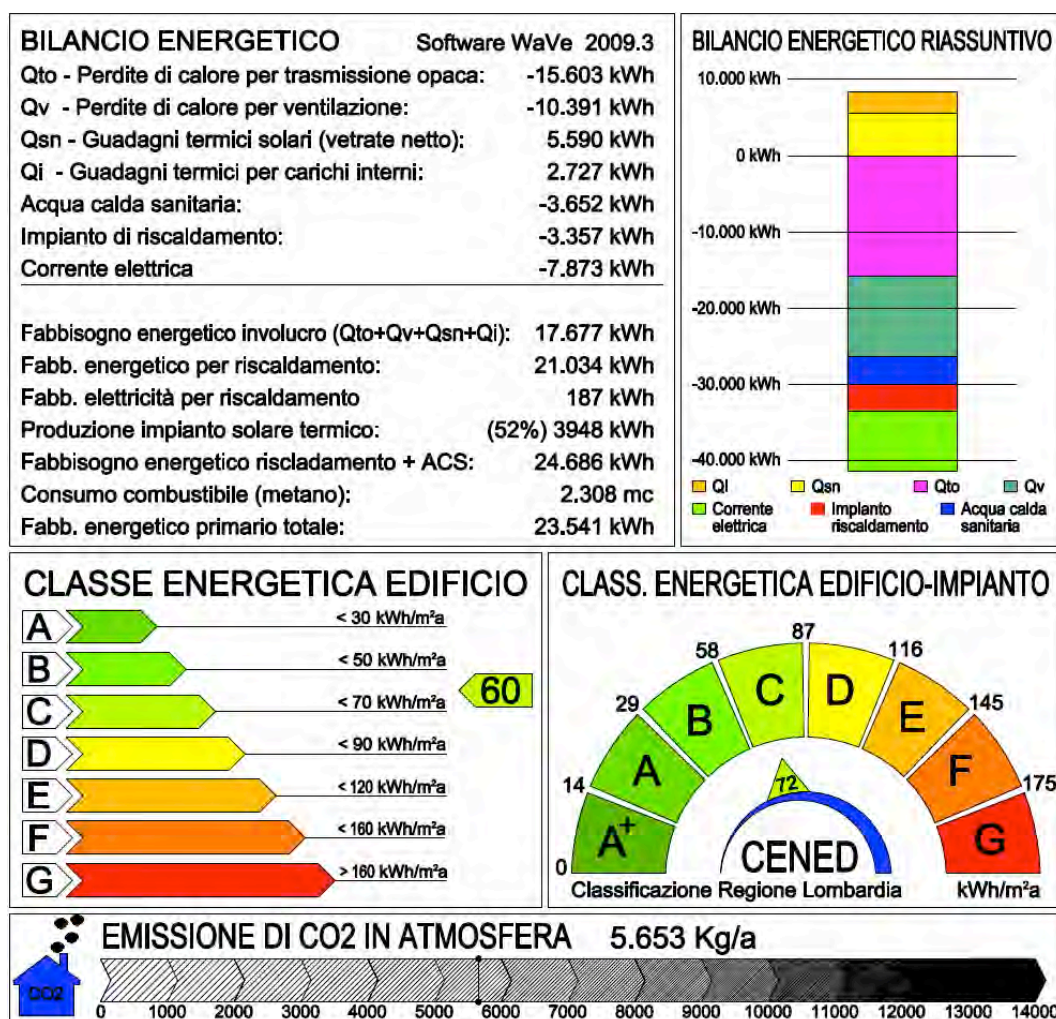 BILANCIO ENERGETICO Software WaVe 2009.3
Qto - Perdite di calore per trasmissione opaca: -15.603 kWh
Qv - Perdite di calore per ventilazione: -10.391 kWh
Qsn - Guadagni termici solari (vetrate netto): 5.590 kWh
Qi - Guadagni termici per carichi interni: 2.727 kWh
Acqua calda sanitaria: -3.652 kWh
Impianto di riscaldamento: -3.357 kWh
Corrente elettrica -7.873 kWh
Fabbisogno energetico involucro (Qto+Qv+Qsn+Qi): 17.677 kWh
Fabb. energetico per riscaldamento: 21.034 kWh
Fabb. elettricità per riscaldamento 187 kWh
Produzione impianto solare termico: (52%) 3948 kWh
Fabbisogno energetico riscladamento + ACS: 24.686 kWh
Consumo combustibile (metano): 2.308 mc
Fabb. energetico primario totale: 23.541 kWh
BILANCIO ENERGETICO RIASSUNTIVO
10.000 kWh
0 kWh
-10.000 kWh
-20.000 kWh
-30.000 kWh
-40.000 kWh
QI Qsn Qto Qv
Corrente elettrica
Impianto riscaldamento
Acqua calda sanitaria
CLASSE ENERGETICA EDIFICIO
A < 30 kWh/m²a
B < 50 kWh/m²a
C < 70 kWh/m²a
60
D < 90 kWh/m²a
E < 120 kWh/m²a
F < 160 kWh/m²a
G > 160 kWh/m²a
CLASS. ENERGETICA EDIFICIO-IMPIANTO
0 14 29 58 87 116 145 175
A+ A B C D E F G
72
CENED
Classificazione Regione Lombardia kWh/m²a
EMISSIONE DI CO2 IN ATMOSFERA 5.653 Kg/a
CO2
0 1000 2000 3000 4000 5000 6000 7000 8000 9000 10000 11000 12000 13000 14000